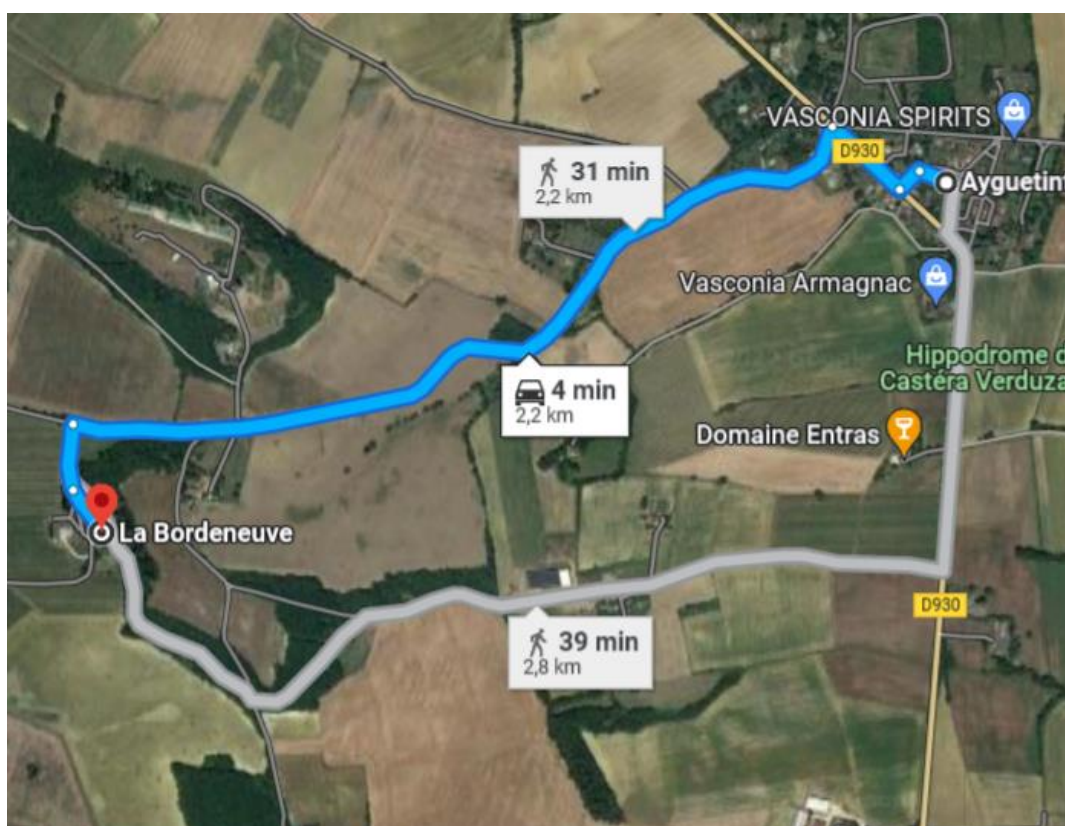 VASCONIA SPIRITS
D930
31 min
2,2 km
Ayguetint
Vasconia Armagnac
Hippodrome d
Castéra Verduza
4 min
2,2 km
Domaine Entras
La Bordeneuve
D930
39 min
2,8 km